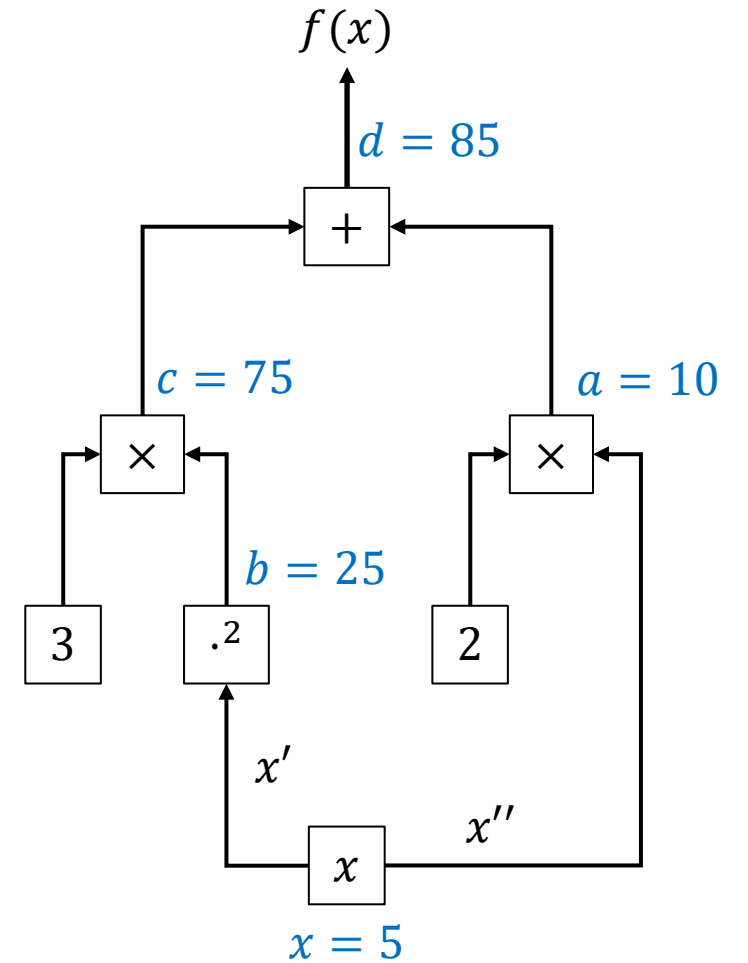 f(x)
d = 85
+
c = 75
a = 10
×
×
b = 25
3
.²
2
x′
x′′
x
x = 5